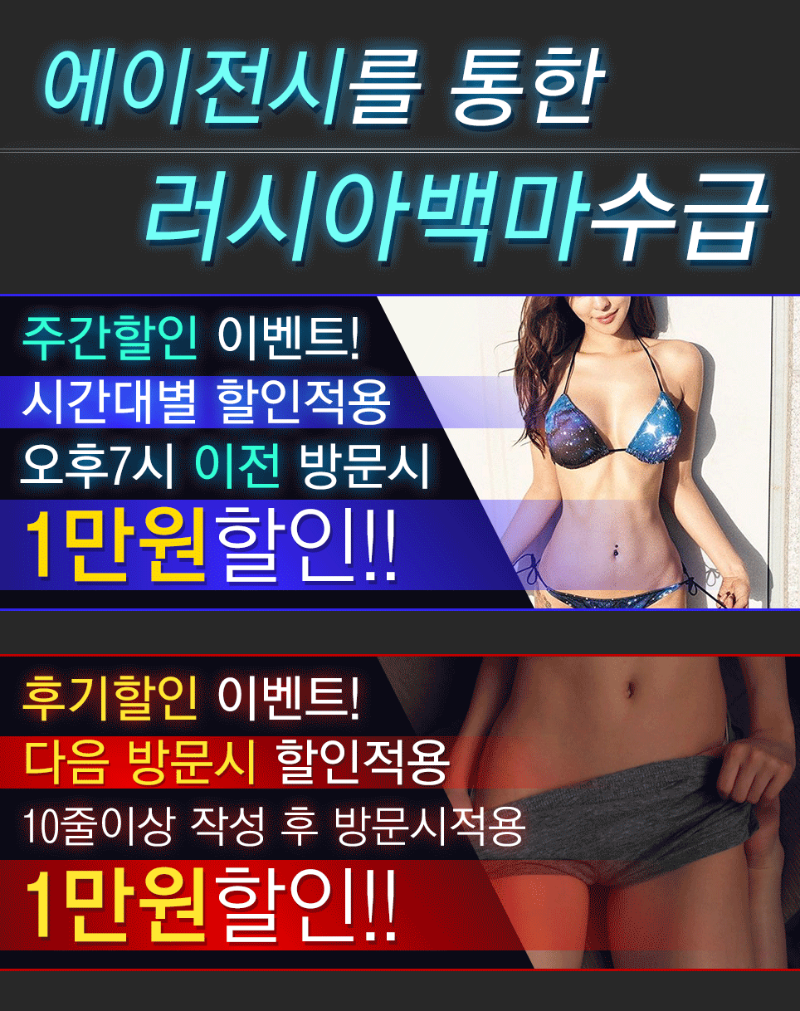 에이전시를 통한
러시아백마수급
주간할인 이벤트!
시간대별 할인적용
오후7시 이전 방문시
1만원할인!!
후기할인 이벤트!
다음 방문시 할인적용
10줄이상 작성 후 방문시적용
1만원할인!!